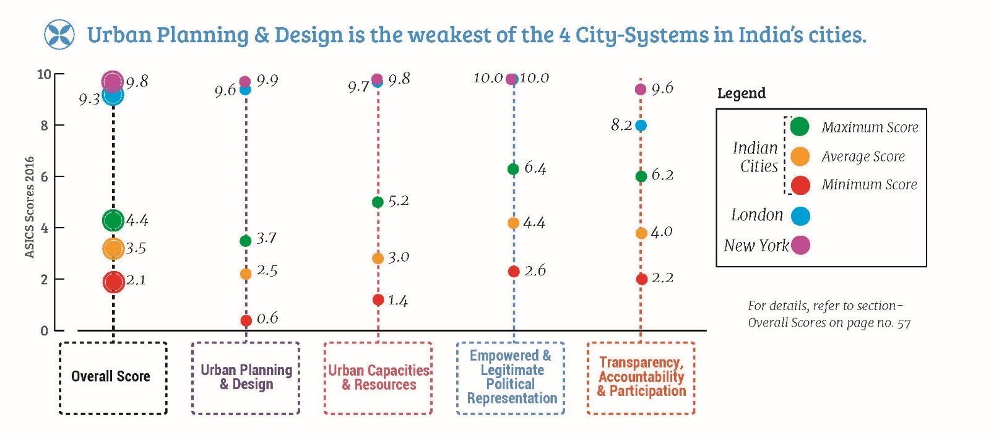 Urban Planning & Design is the weakest of the 4 City-Systems in India's cities.
ASICS Scores 2016
10
8
6
4
2
0
9.8
9.3
4.4
3.5
2.1
Overall Score
9.9
9.6
3.7
2.5
0.6
Urban Planning
& Design
9.8
9.7
5.2
3.0
1.4
Urban Capacities
& Resources
10.0 10.0
6.4
4.4
2.6
Empowered &
Legitimate
Political
Representation
9.6
8.2
6.2
4.0
2.2
Transparency,
Accountability
& Participation
Legend
Indian
Cities
Maximum Score
Average Score
Minimum Score
London
New York
For details, refer to section-
Overall Scores on page no. 57